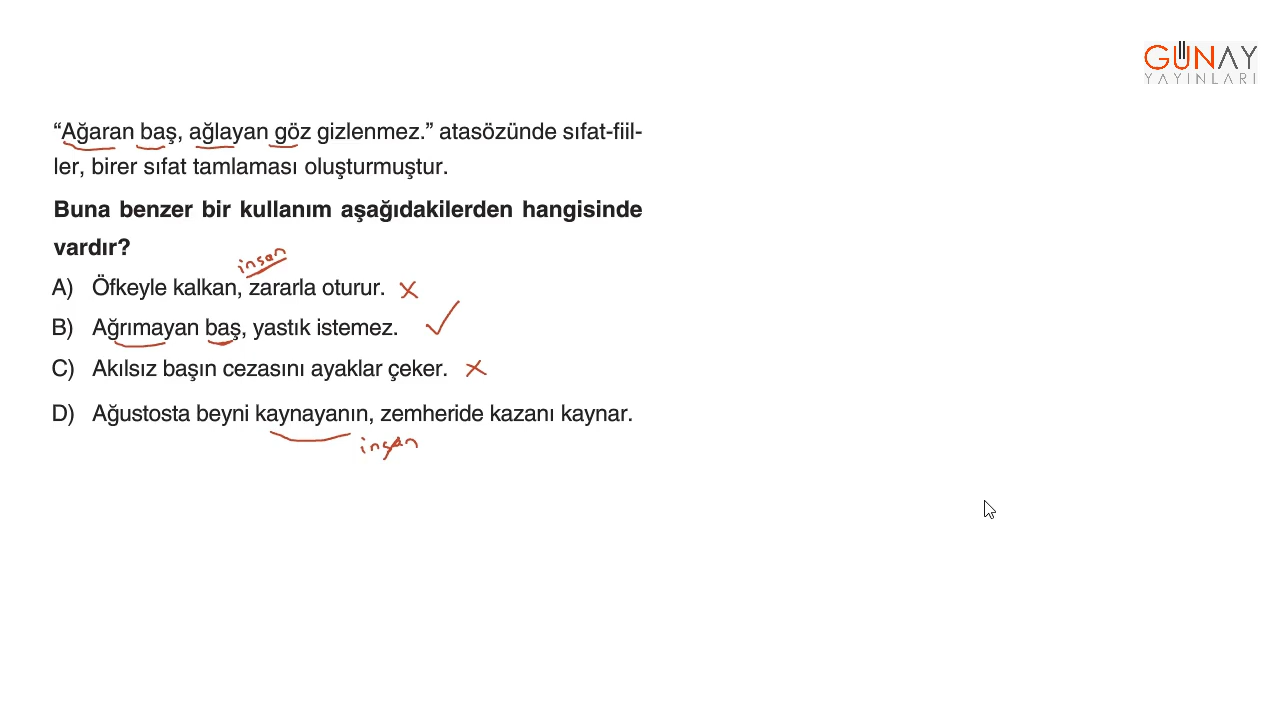 GÜNAY
YAYINLARI
“Ağaran baş, ağlayan göz gizlenmez.” atasözünde sıfat-fiil-
ler, birer sıfat tamlaması oluşturmuştur.
Buna benzer bir kullanım aşağıdakilerden hangisinde
vardır?
insan
A) Öfkeyle kalkan, zararla oturur.
B) Ağrımayan baş, yastık istemez.
C) Akılsız başın cezasını ayaklar çeker.
D) Ağustosta beyni kaynayanın, zemheride kazanı kaynar.
insan